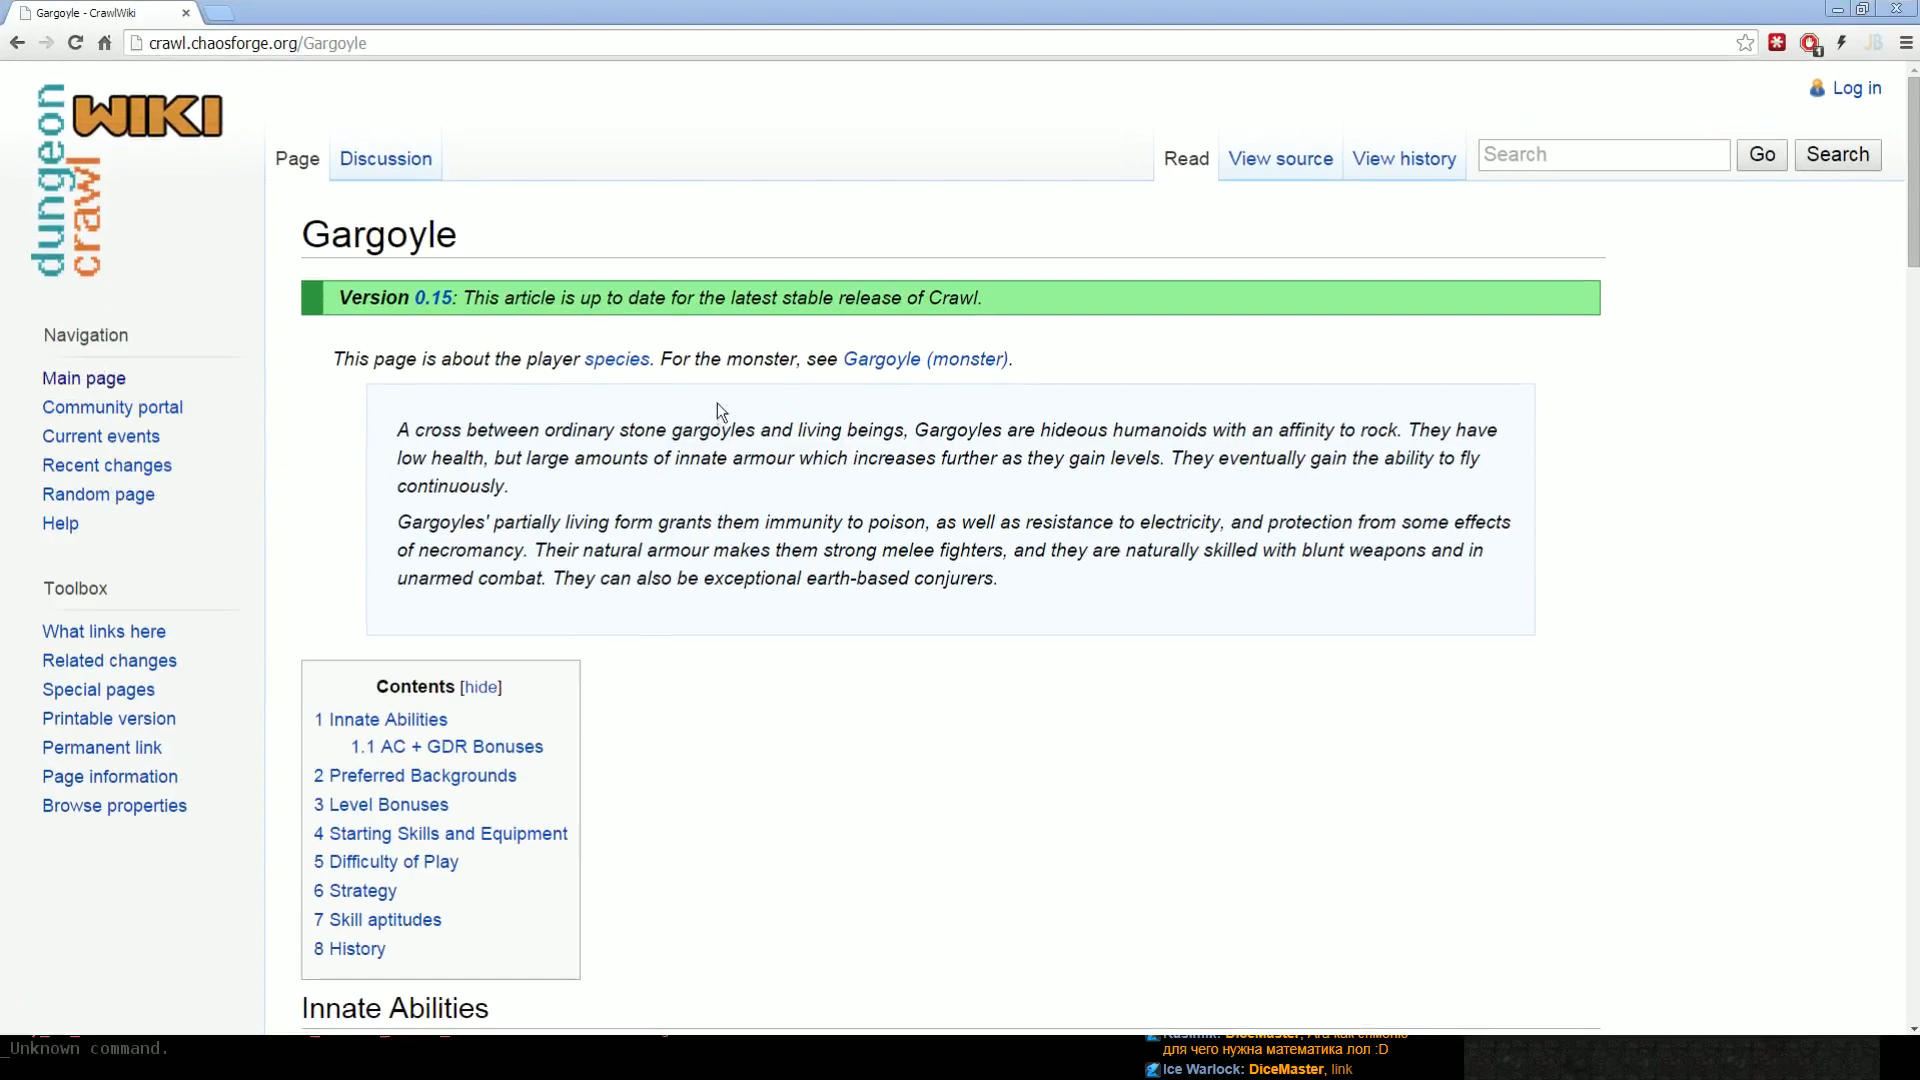 Gargoyle - CrawlWiki
crawl.chaosforge.org/Gargoyle
dungeon
crawl
WIKI
Log in
Page
Discussion
Read
View source
View history
Search
Go
Search
Gargoyle
Version 0.15: This article is up to date for the latest stable release of Crawl.
This page is about the player species. For the monster, see Gargoyle (monster).
A cross between ordinary stone gargoyles and living beings, Gargoyles are hideous humanoids with an affinity to rock. They have
low health, but large amounts of innate armour which increases further as they gain levels. They eventually gain the ability to fly
continuously.
Gargoyles' partially living form grants them immunity to poison, as well as resistance to electricity, and protection from some effects
of necromancy. Their natural armour makes them strong melee fighters, and they are naturally skilled with blunt weapons and in
unarmed combat. They can also be exceptional earth-based conjurers.
Navigation
Main page
Community portal
Current events
Recent changes
Random page
Help
Toolbox
What links here
Related changes
Special pages
Printable version
Permanent link
Page information
Browse properties
Contents [hide]
1 Innate Abilities
1.1 AC + GDR Bonuses
2 Preferred Backgrounds
3 Level Bonuses
4 Starting Skills and Equipment
5 Difficulty of Play
6 Strategy
7 Skill aptitudes
8 History
Innate Abilities
_Unknown command.
DiceMaster,
для чего нужна математика лол :D
Ice Warlock: DiceMaster, link